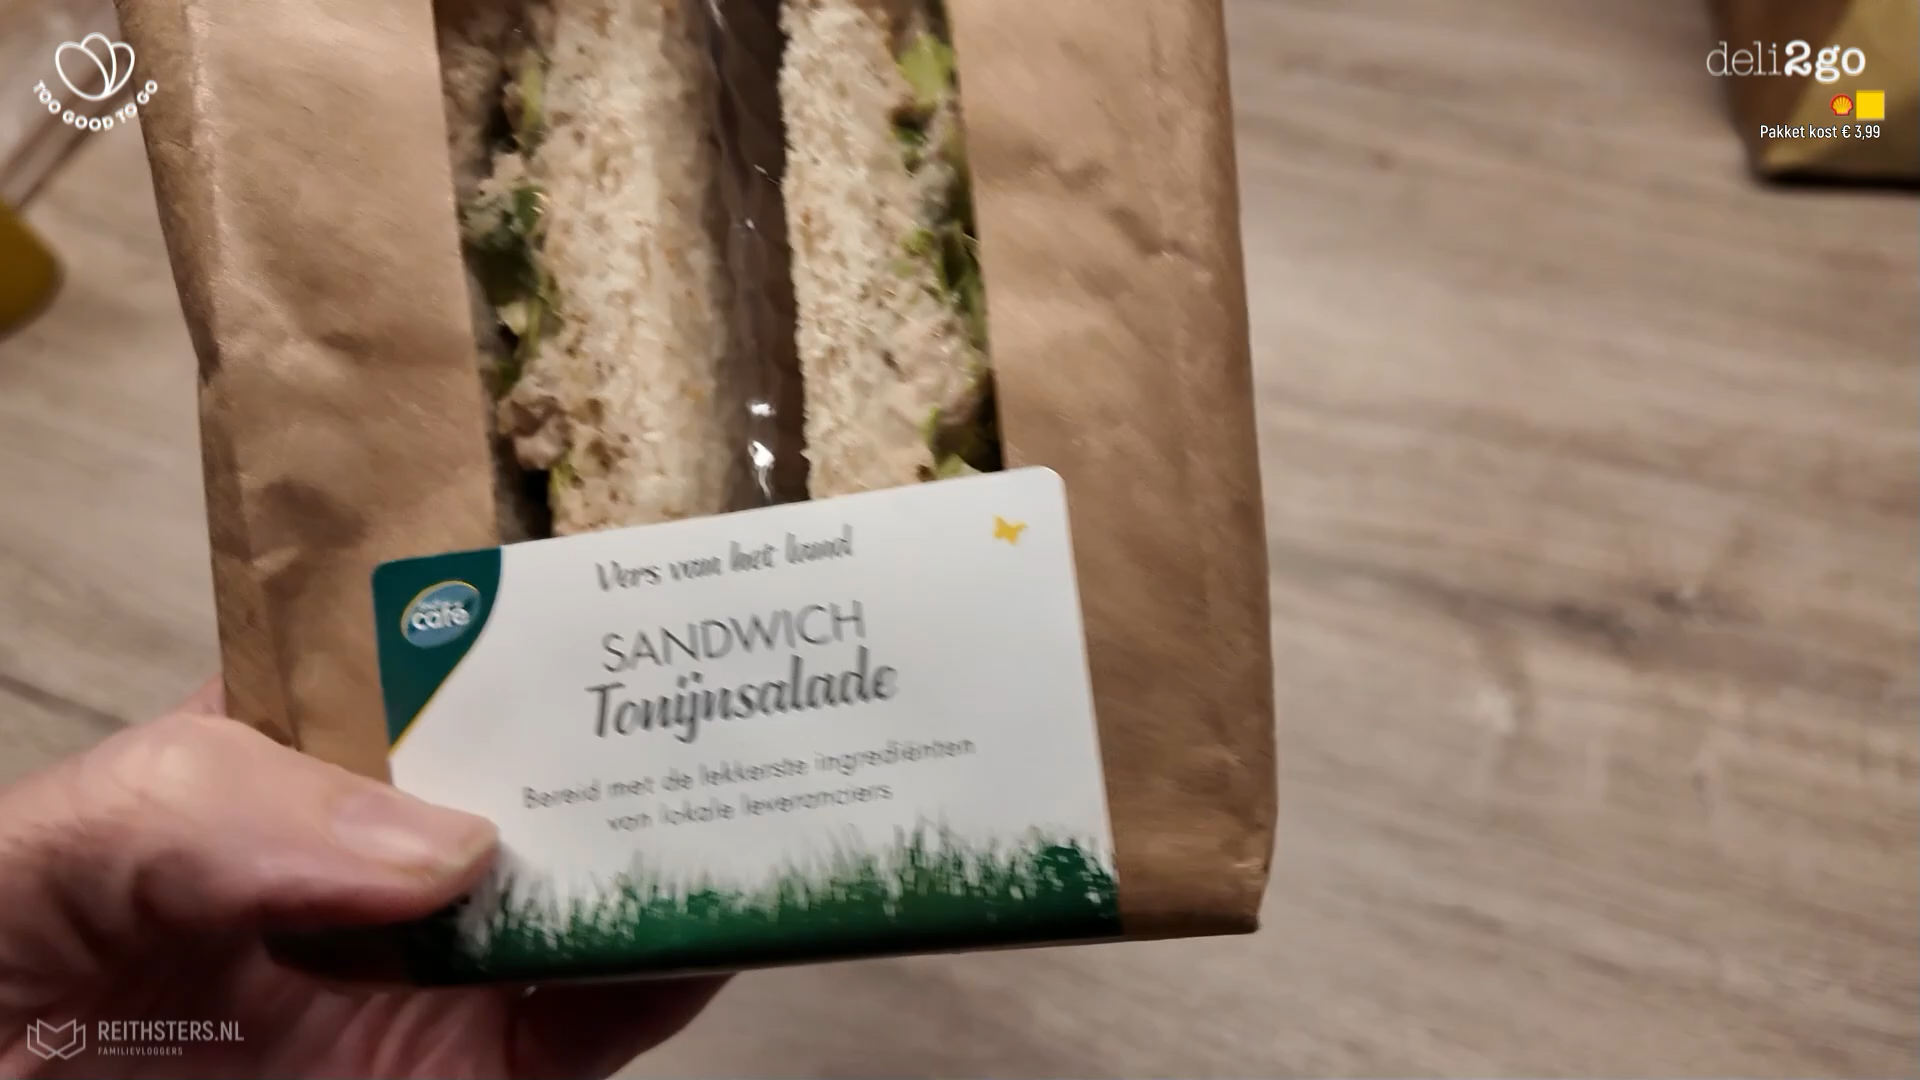 TOO GOOD TO GO
deli2go
Pakket kost € 3,99
Vers van het land
café
SANDWICH
Tonijnsalade
Bereid met de lekkerste ingrediënten
van lokale leveranciers
REITHSTERS.NL
FAMILIEVLOGGERS